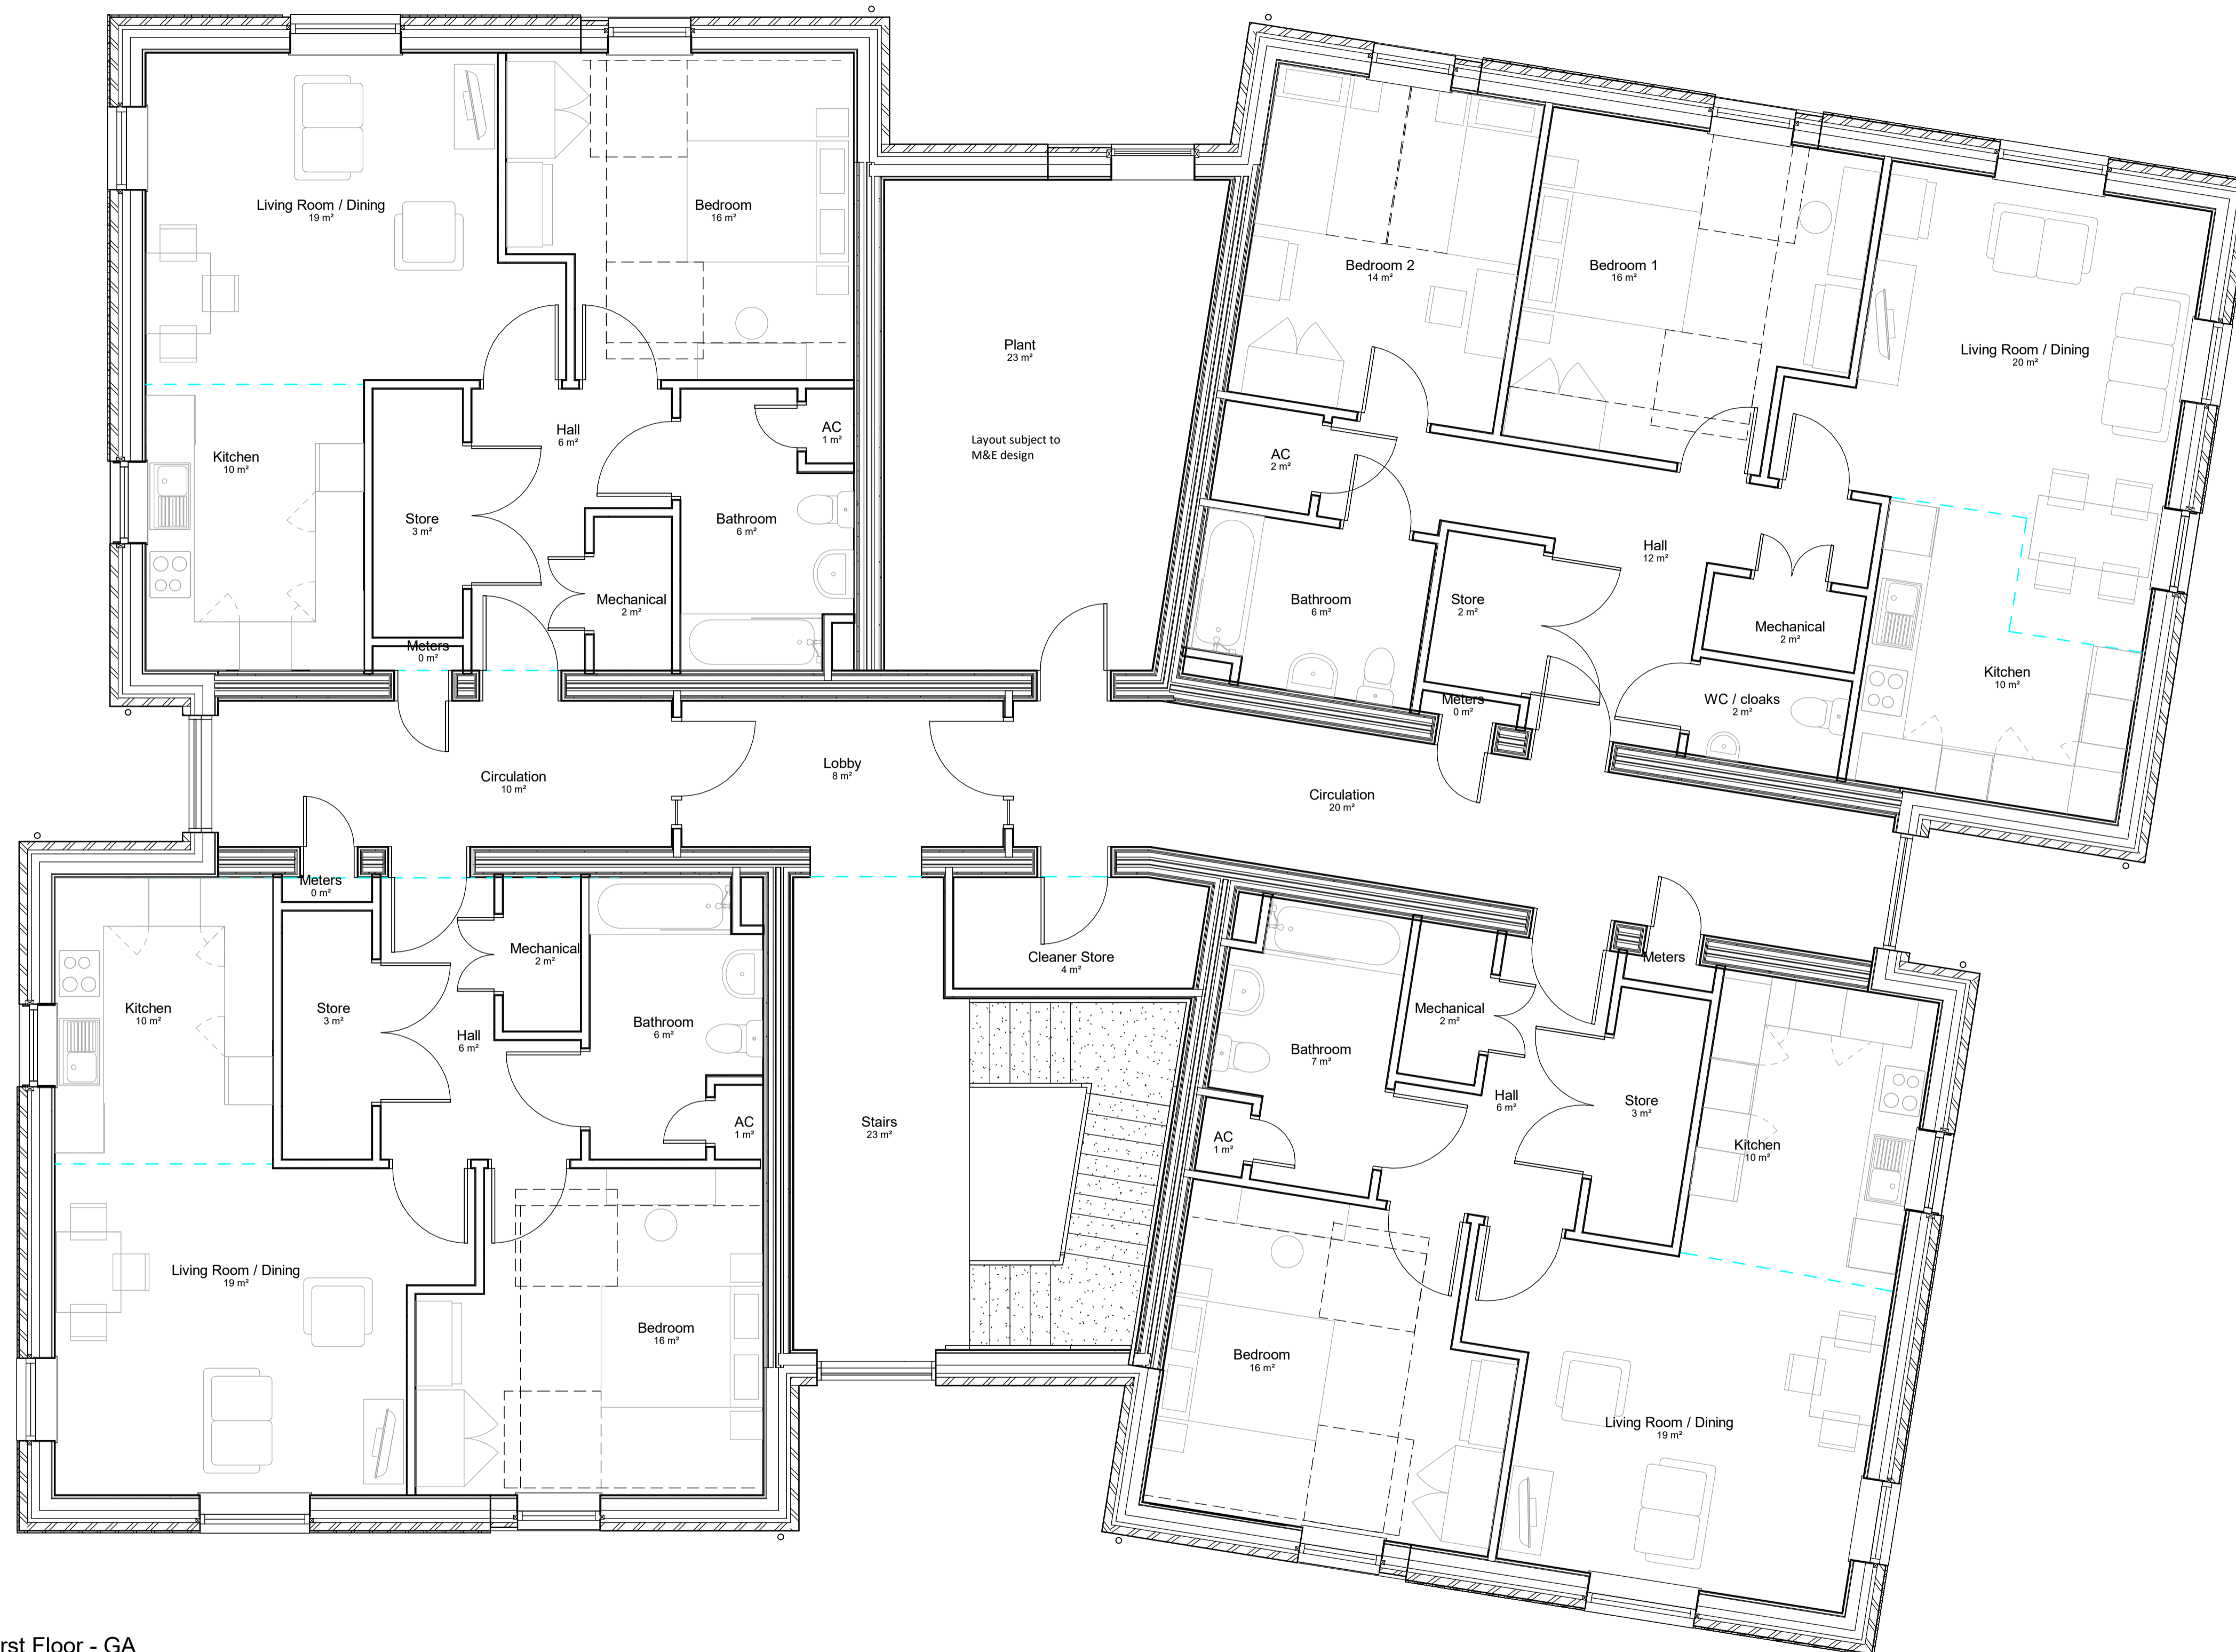 Living Room / Dining
19 m²
Bedroom
16 m²
Kitchen
10 m²
Store
3 m²
Hall
6 m²
AC
1 m²
Bathroom
6 m²
Mechanical
2 m²
Meters
0 m²
Plant
23 m²
Layout subject to
M&E design
Bedroom 2
14 m²
Bedroom 1
16 m²
Living Room / Dining
20 m²
AC
2 m²
Bathroom
6 m²
Store
2 m²
Hall
12 m²
Mechanical
2 m²
Kitchen
10 m²
WC / cloaks
2 m²
Meters
0 m²
Circulation
10 m²
Lobby
8 m²
Circulation
20 m²
Meters
0 m²
Kitchen
10 m²
Store
3 m²
Mechanical
2 m²
Hall
6 m²
Bathroom
6 m²
AC
1 m²
Living Room / Dining
19 m²
Bedroom
16 m²
Stairs
23 m²
Cleaner Store
4 m²
Bathroom
7 m²
Mechanical
2 m²
Meters
Hall
6 m²
Store
3 m²
AC
1 m²
Kitchen
10 m²
Bedroom
16 m²
Living Room / Dining
19 m²
rst Floor - GA